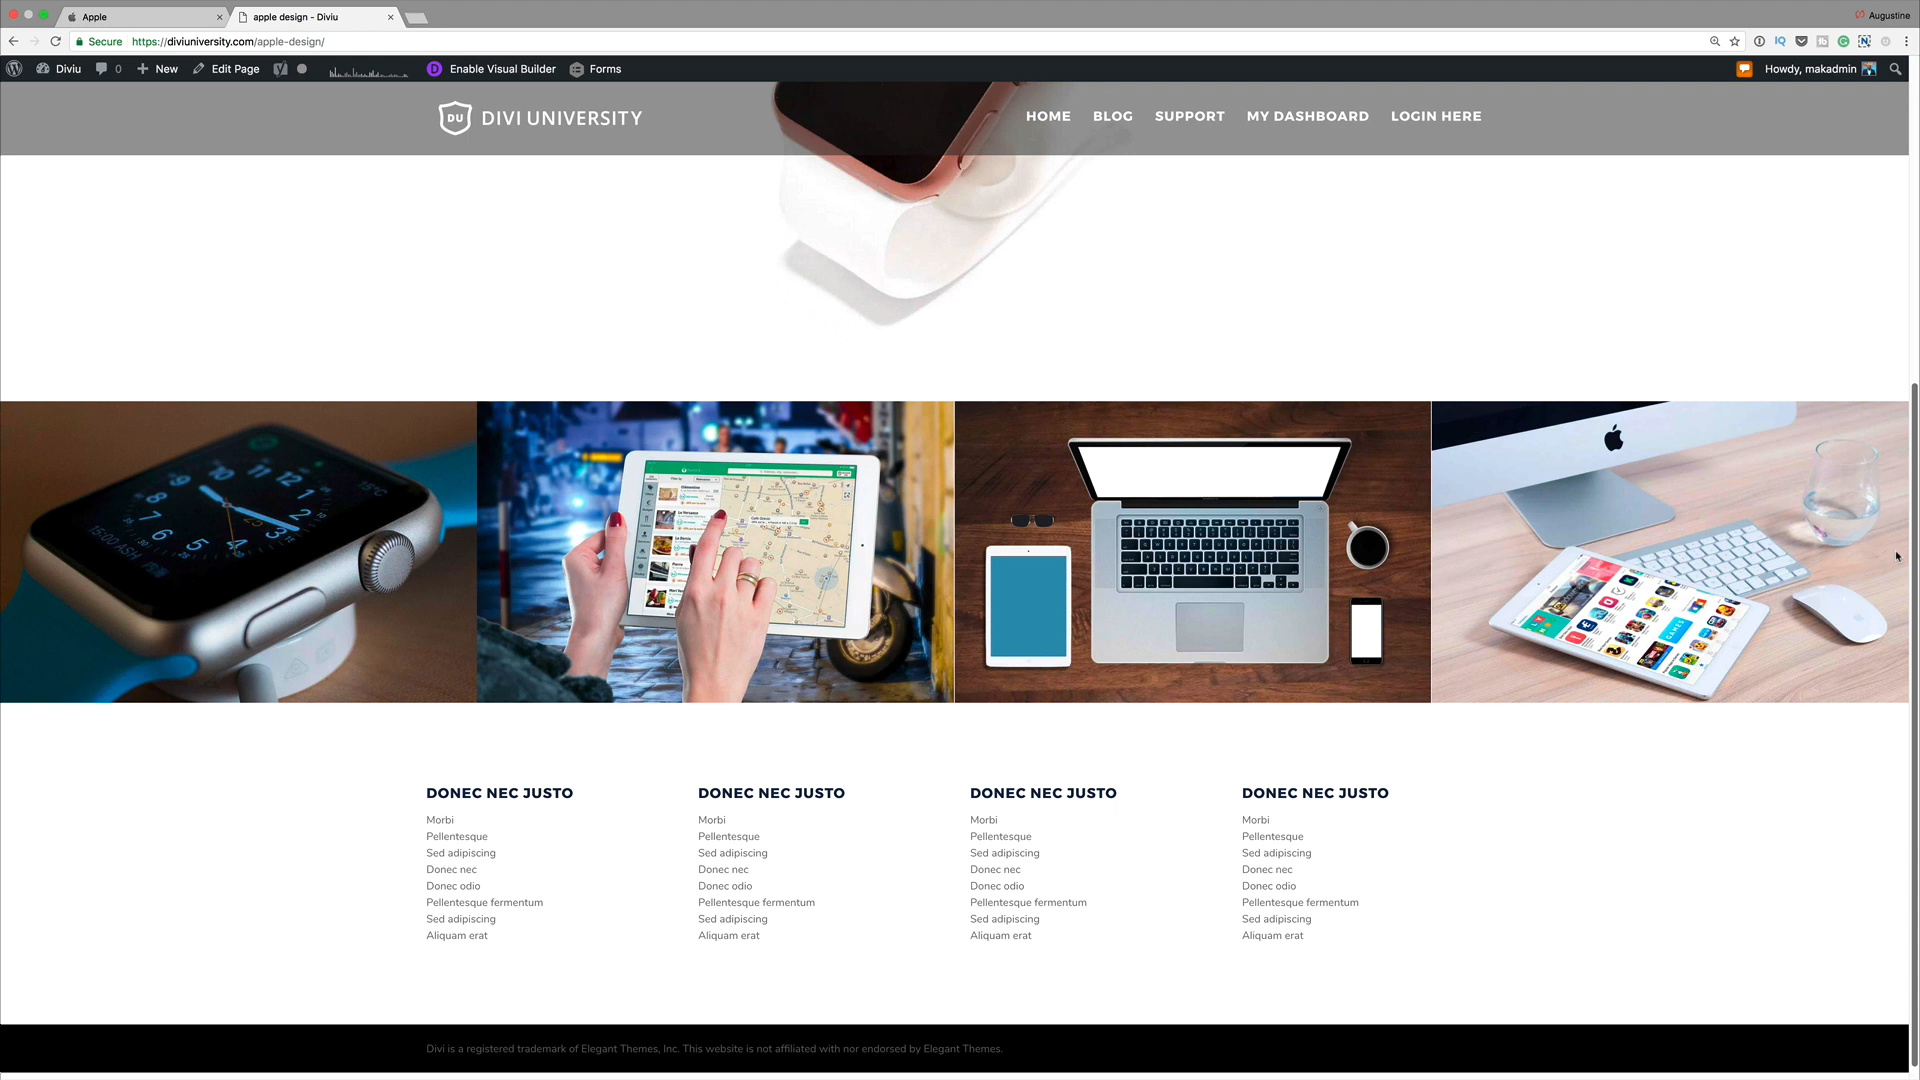 Apple
apple design - Diviu
Augustine
Secure https://diviuniversity.com/apple-design/
Diviu 0 New Edit Page Enable Visual Builder Forms Howdy, makadmin
DU DIVI UNIVERSITY HOME BLOG SUPPORT MY DASHBOARD LOGIN HERE
DONEC NEC JUSTO
Morbi
Pellentesque
Sed adipiscing
Donec nec
Donec odio
Pellentesque fermentum
Sed adipiscing
Aliquam erat
DONEC NEC JUSTO
Morbi
Pellentesque
Sed adipiscing
Donec nec
Donec odio
Pellentesque fermentum
Sed adipiscing
Aliquam erat
DONEC NEC JUSTO
Morbi
Pellentesque
Sed adipiscing
Donec nec
Donec odio
Pellentesque fermentum
Sed adipiscing
Aliquam erat
DONEC NEC JUSTO
Morbi
Pellentesque
Sed adipiscing
Donec nec
Donec odio
Pellentesque fermentum
Sed adipiscing
Aliquam erat
Divi is a registered trademark of Elegant Themes, Inc. This website is not affiliated with nor endorsed by Elegant Themes.